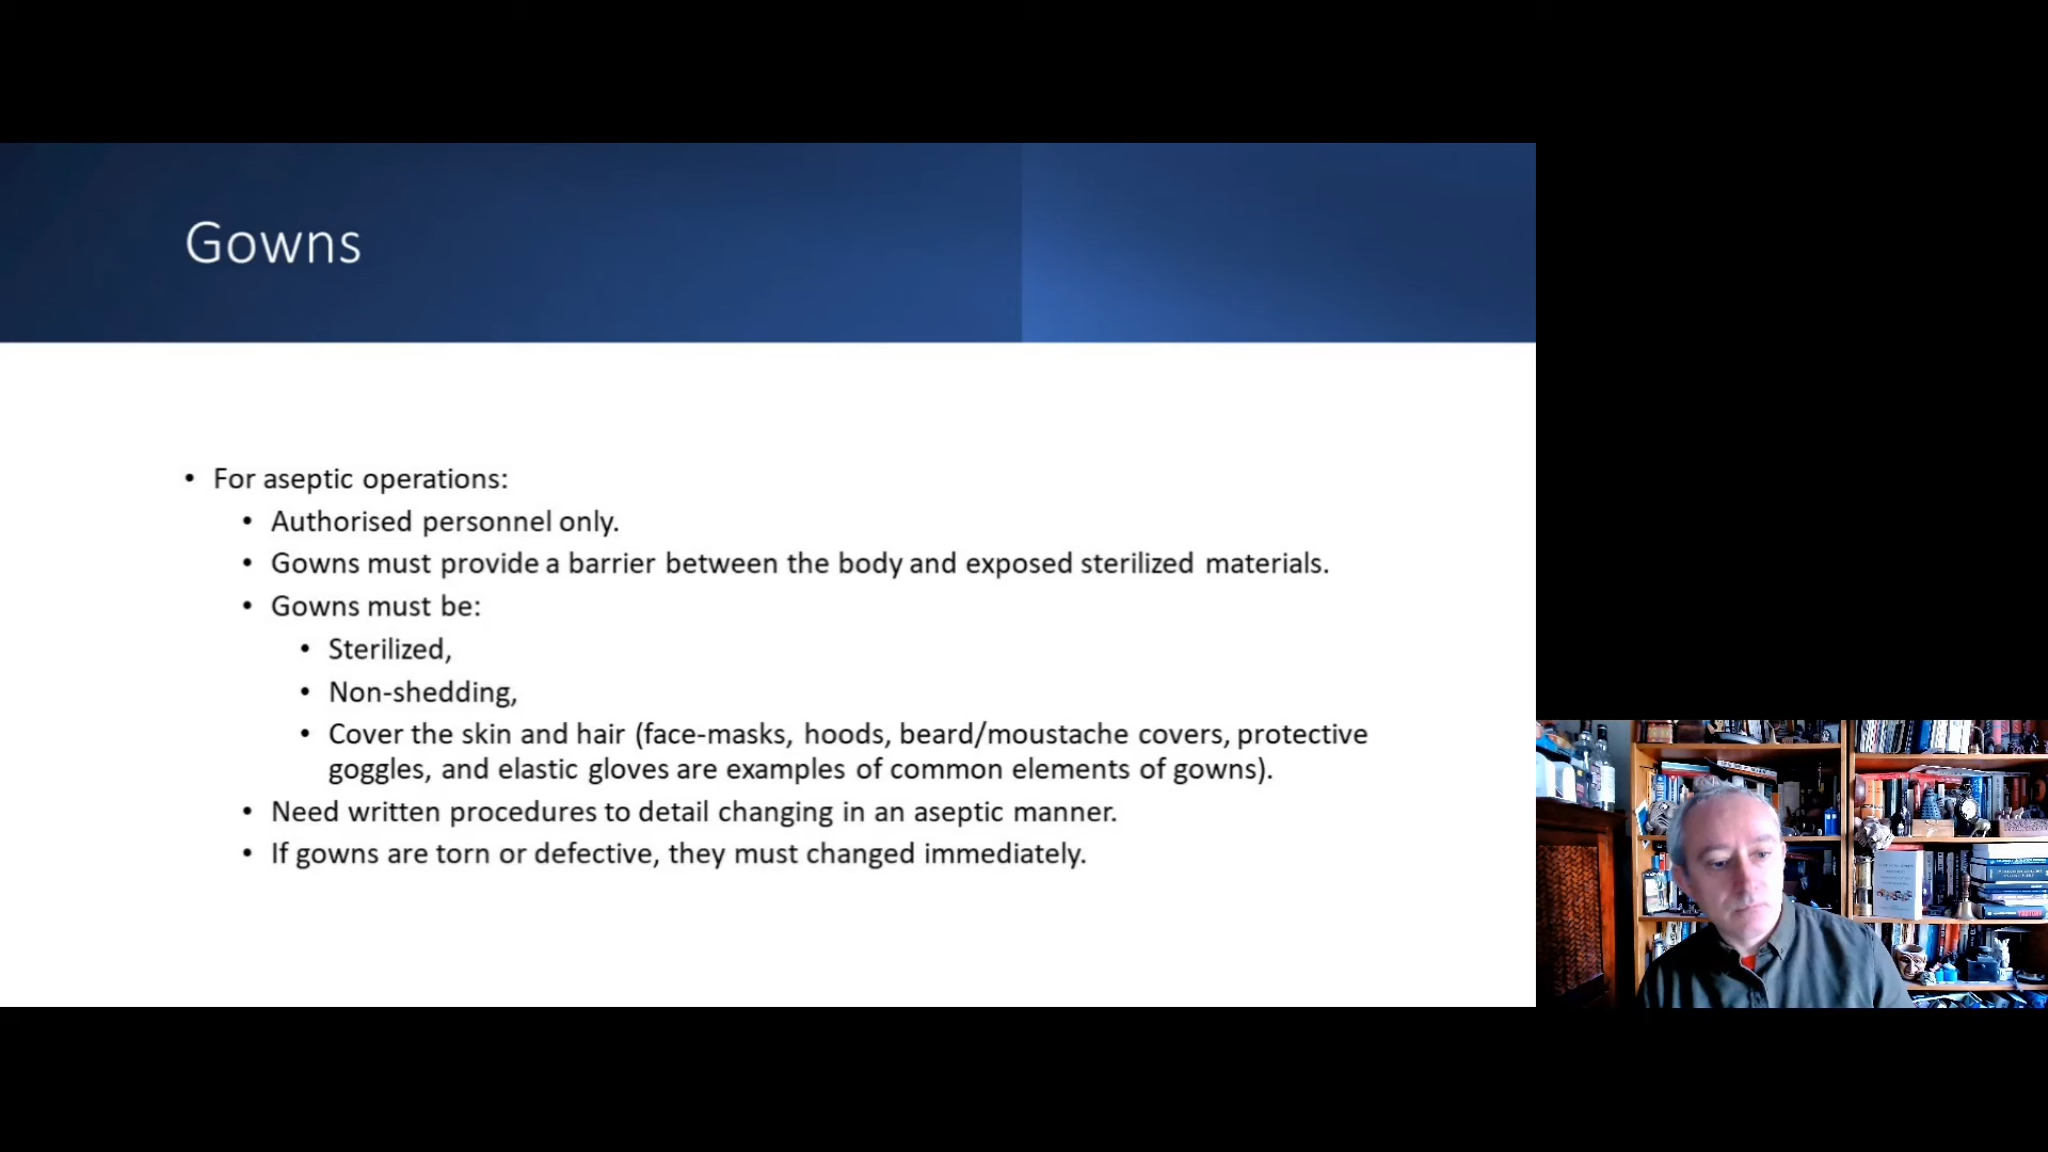 Gowns
• For aseptic operations:
• Authorised personnel only.
• Gowns must provide a barrier between the body and exposed sterilized materials.
• Gowns must be:
• Sterilized,
• Non-shedding,
• Cover the skin and hair (face-masks, hoods, beard/moustache covers, protective
goggles, and elastic gloves are examples of common elements of gowns).
• Need written procedures to detail changing in an aseptic manner.
• If gowns are torn or defective, they must changed immediately.